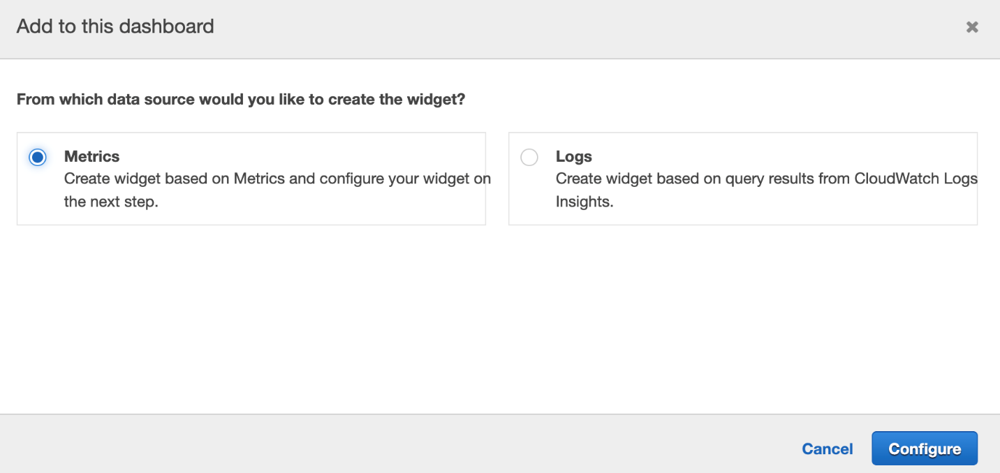 Add to this dashboard
From which data source would you like to create the widget?
Metrics
Create widget based on Metrics and configure your widget on
the next step.
Logs
Create widget based on query results from CloudWatch Logs
Insights.
Cancel
Configure